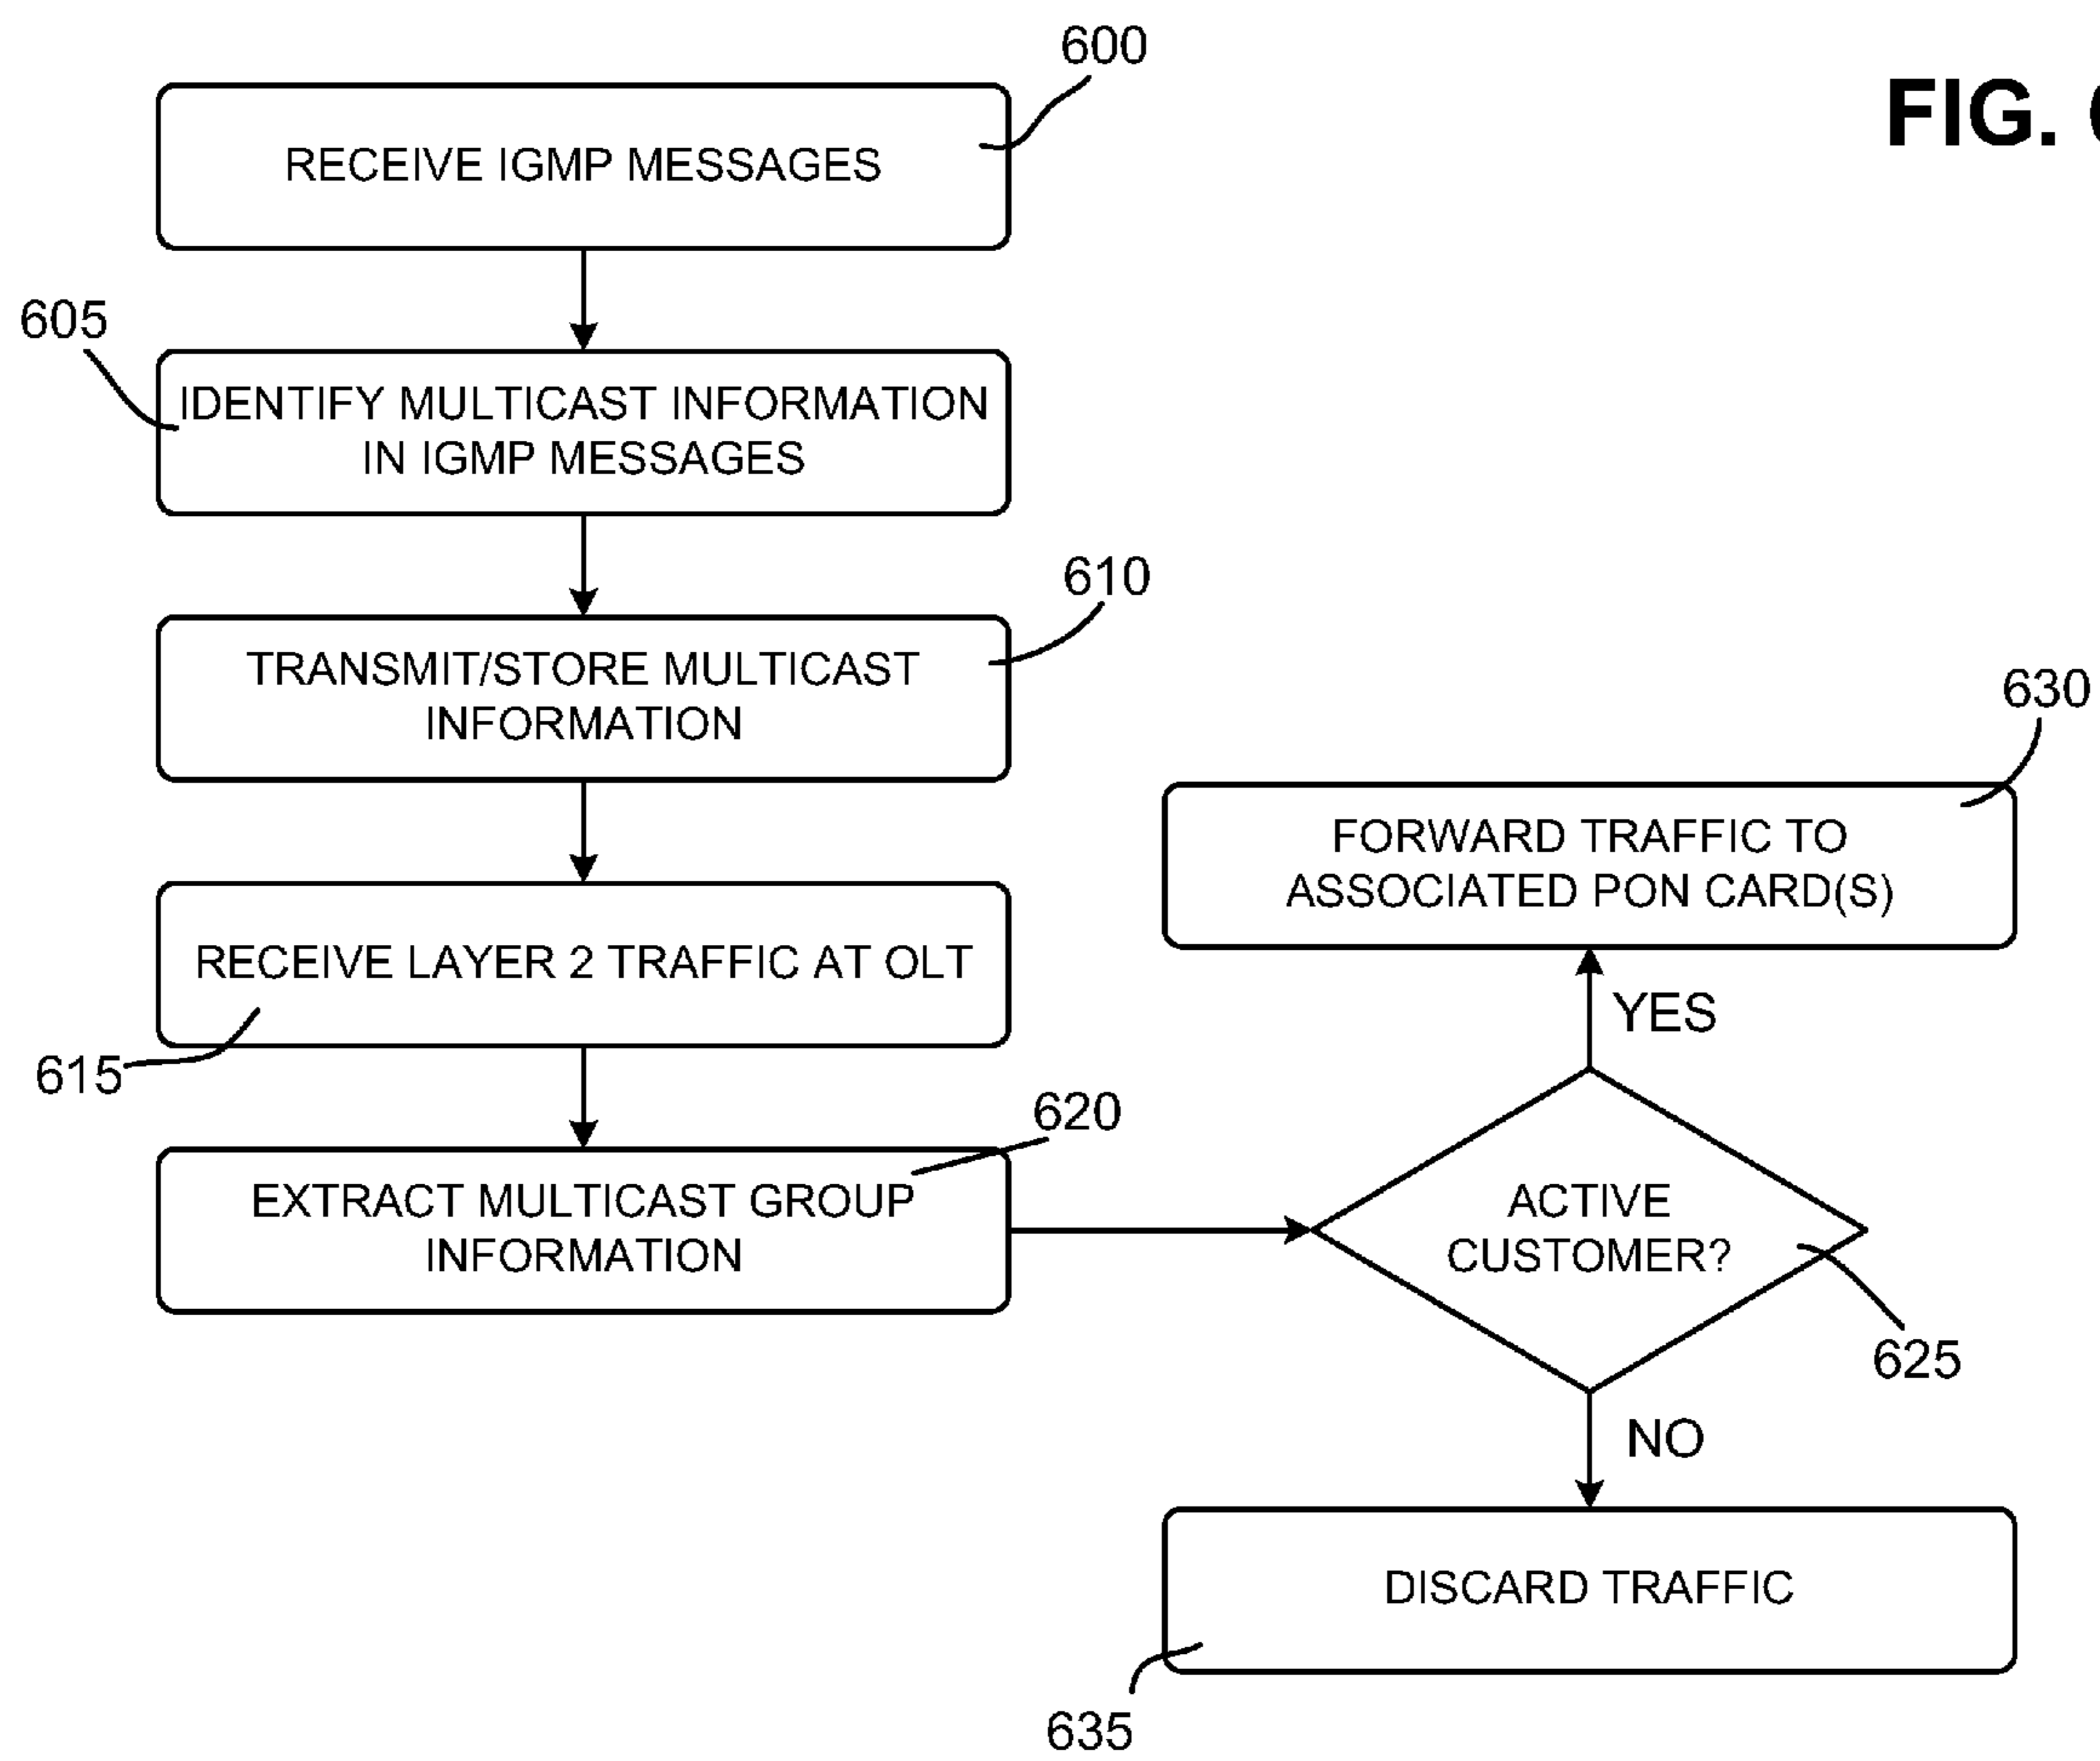 600
FIG. 6
RECEIVE IGMP MESSAGES
605
IDENTIFY MULTICAST INFORMATION
IN IGMP MESSAGES
610
TRANSMIT/STORE MULTICAST
INFORMATION
630
FORWARD TRAFFIC TO
ASSOCIATED PON CARD(S)
RECEIVE LAYER 2 TRAFFIC AT OLT
YES
615
620
EXTRACT MULTICAST GROUP
INFORMATION
ACTIVE
CUSTOMER?
625
NO
DISCARD TRAFFIC
635